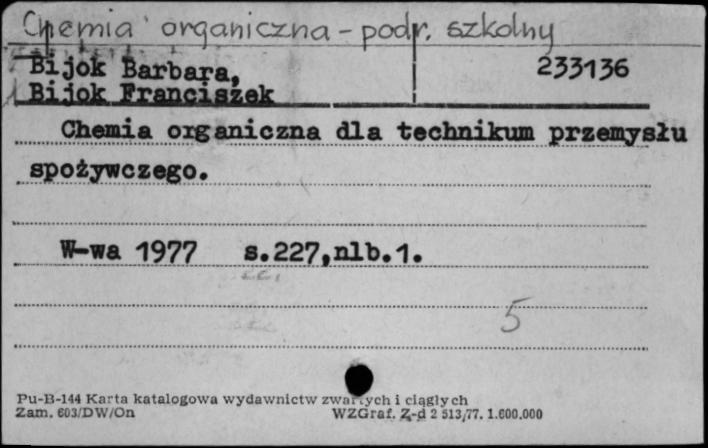 Chemia organiczna - podr. szkolny
Bijok Barbara,
233136
Bijok Franciszek
Chemia organiczna dla technikum przemysłu
spożywczego.
W-wa 1977 s.227,nlb.1.
5
Pu-B-144 Karta katalogowa wydawnictw zwartych i ciągłych
Zam. 603/DW/On WZGraf. Z-d 2 513/77. 1.600.000